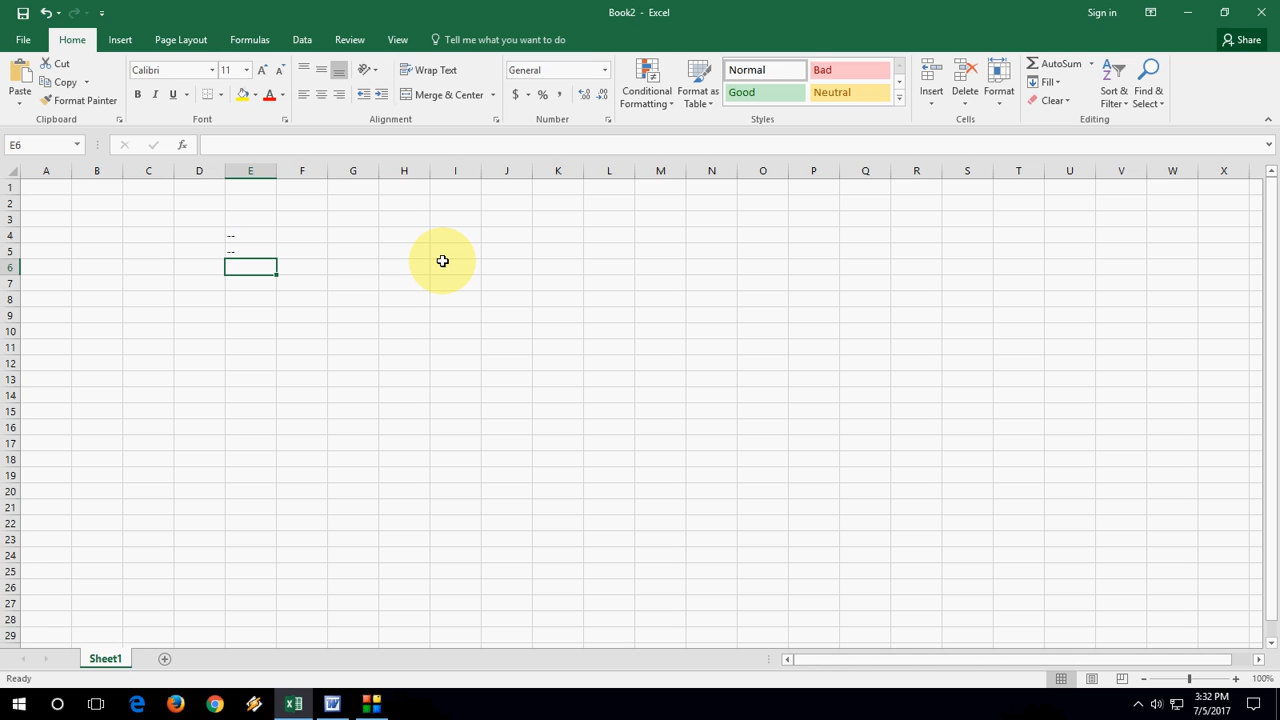 Book2 - Excel
Sign in
File Home Insert Page Layout Formulas Data Review View Tell me what you want to do Share
Paste
Cut
Copy
Format Painter
Clipboard
Calibri 11
B I U
Font
Wrap Text
Merge & Center
Alignment
General
$ % ,
Number
Conditional Formatting
Format as Table
Normal Bad
Good Neutral
Styles
Insert Delete Format
Cells
AutoSum
Fill
Clear
Sort & Filter
Find & Select
Editing
E6 fx
A B C D E F G H I J K L M N O P Q R S T U V W X
1
2
3
4 --
5 --
6
7
8
9
10
11
12
13
14
15
16
17
18
19
20
21
22
23
24
25
26
27
28
29
Sheet1
Ready 100%
3:32 PM
7/5/2017